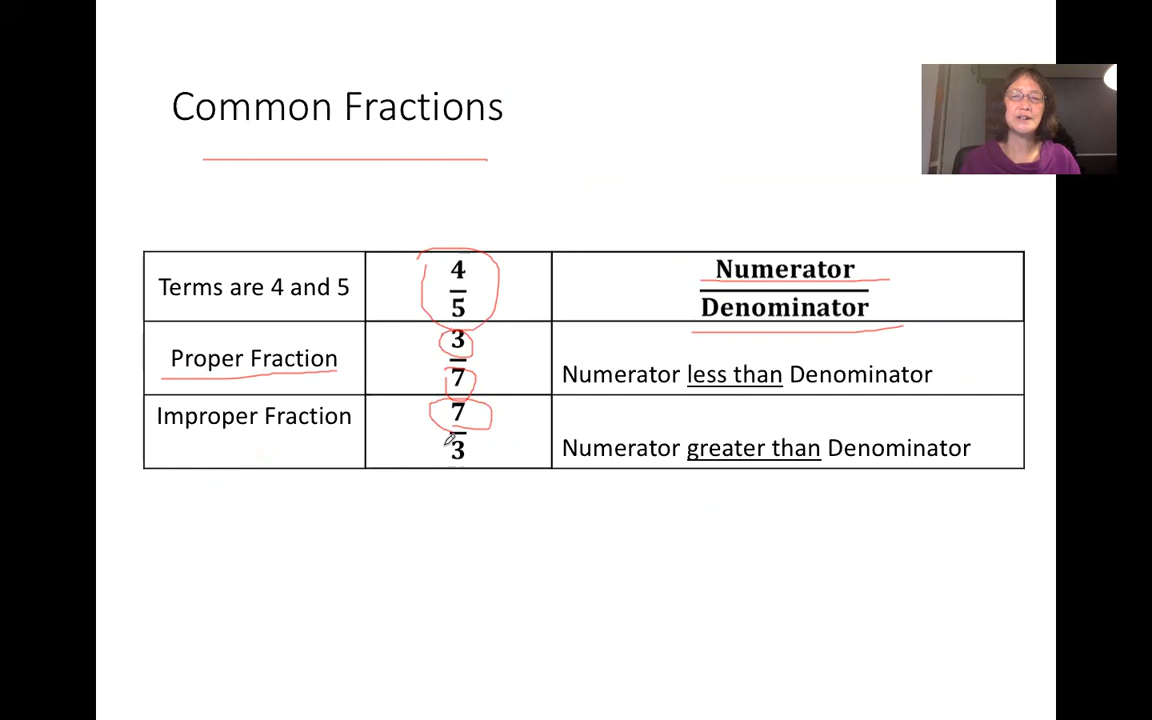 Common Fractions
Terms are 4 and 5
4
5
Numerator
Denominator
Proper Fraction
3
7
Numerator less than Denominator
Improper Fraction
7
3
Numerator greater than Denominator